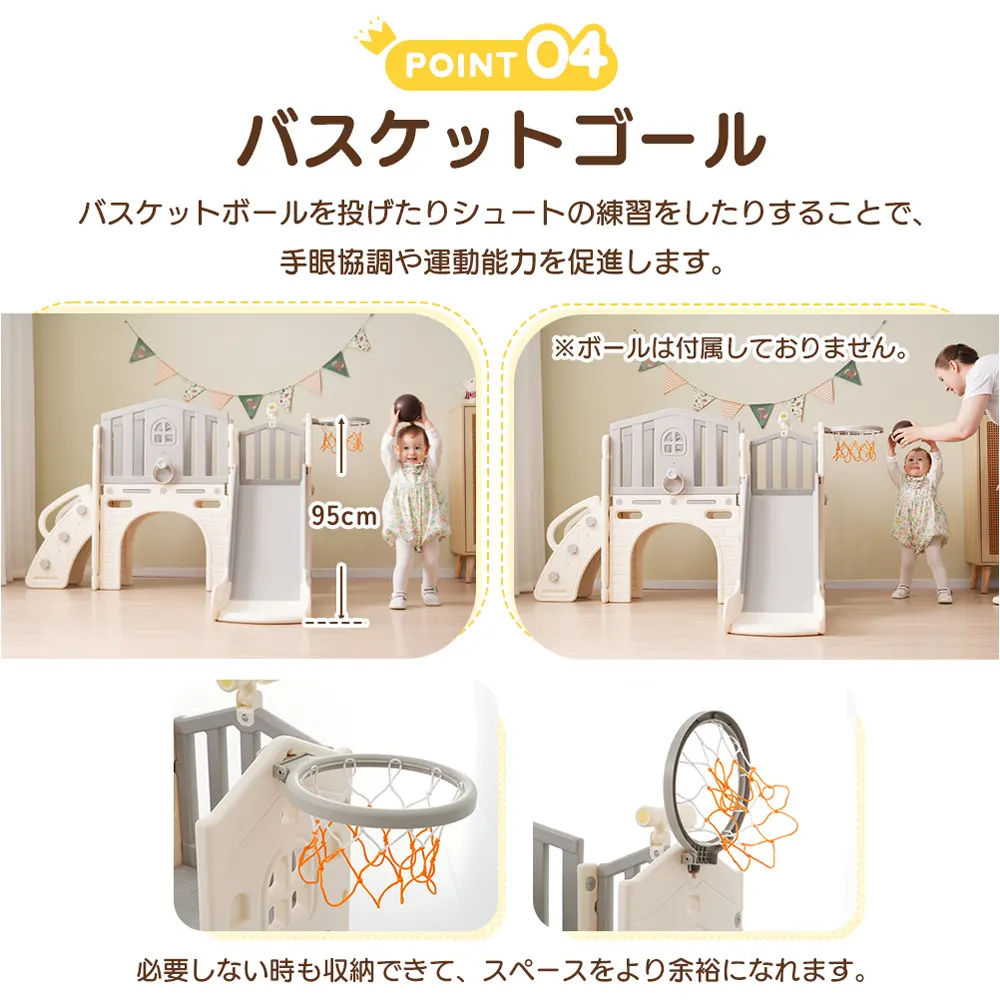 POINT 04
バスケットゴール
バスケットボールを投げたりシュートの練習をしたりすることで、
手眼協調や運動能力を促進します。
※ボールは付属しておりません。
95cm
必要しない時も収納できて、スペースをより余裕になれます。